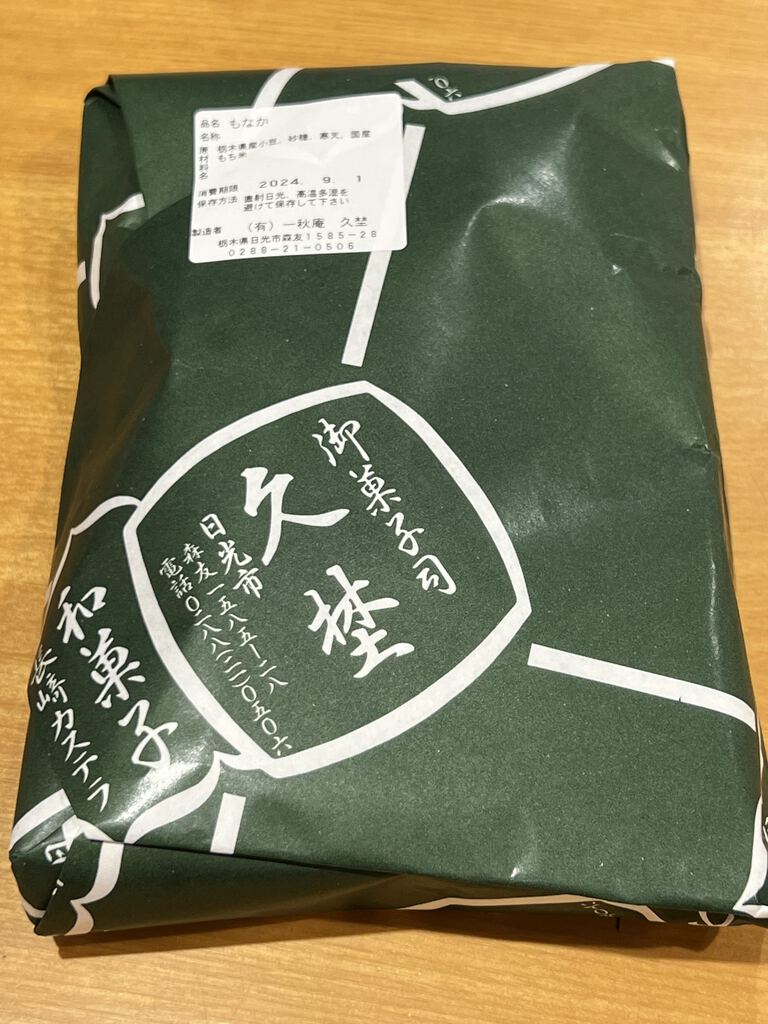 品名 もなか
名称
原材料名 栃木県産小豆、砂糖、寒天、国産
もち米
消費期限 2024. 9. 1
保存方法 直射日光、高温多湿を
避けて保存して下さい
製造者 (有)一秋庵 久埜
栃木県日光市森友1585−28
0288−21−0506
御菓子司
久埜
日光市
森友一五八五ー二八
電話〇二八八(二一)〇五〇六
和菓子
長崎カステラ
〇六